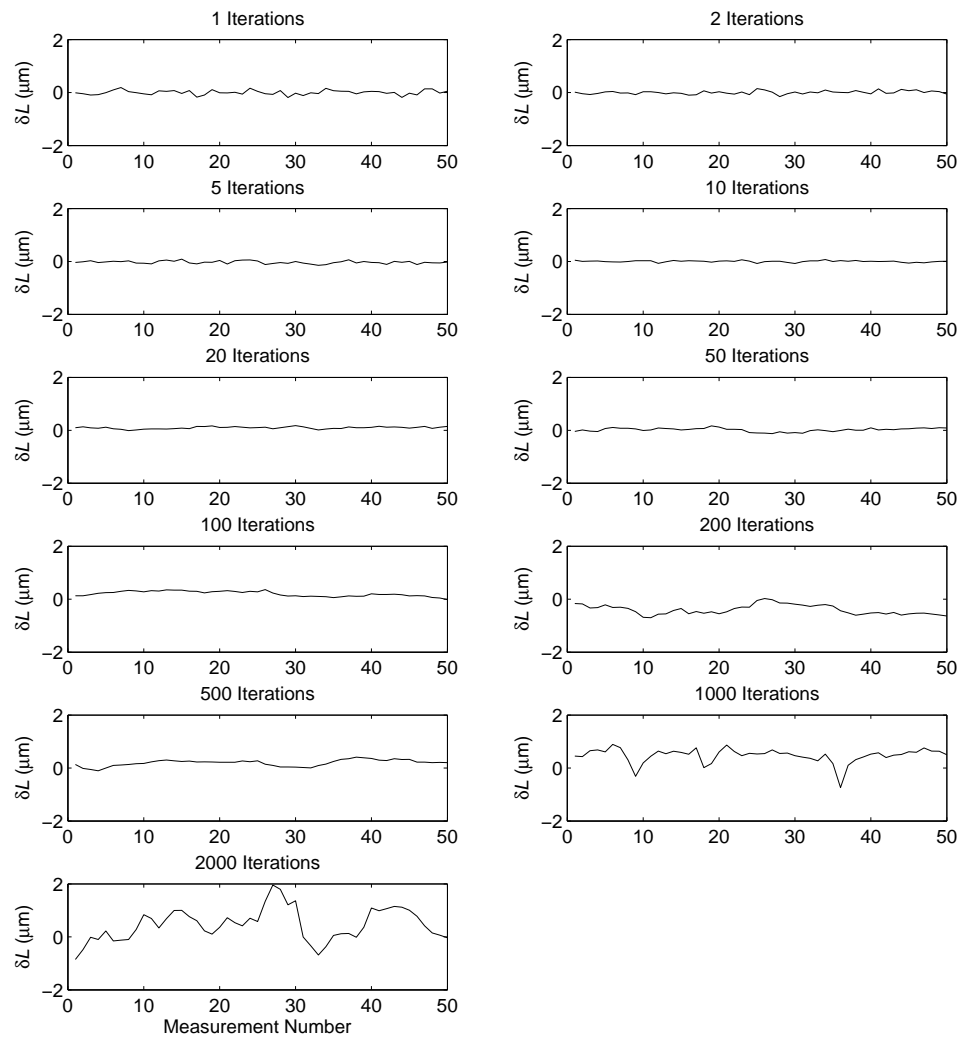 1 Iterations
2
0
−2
δL (μm)
0 10 20 30 40 50
2 Iterations
2
0
−2
δL (μm)
0 10 20 30 40 50
5 Iterations
2
0
−2
δL (μm)
0 10 20 30 40 50
10 Iterations
2
0
−2
δL (μm)
0 10 20 30 40 50
20 Iterations
2
0
−2
δL (μm)
0 10 20 30 40 50
50 Iterations
2
0
−2
δL (μm)
0 10 20 30 40 50
100 Iterations
2
0
−2
δL (μm)
0 10 20 30 40 50
200 Iterations
2
0
−2
δL (μm)
0 10 20 30 40 50
500 Iterations
2
0
−2
δL (μm)
0 10 20 30 40 50
1000 Iterations
2
0
−2
δL (μm)
0 10 20 30 40 50
2000 Iterations
2
0
−2
δL (μm)
0 10 20 30 40 50
Measurement Number